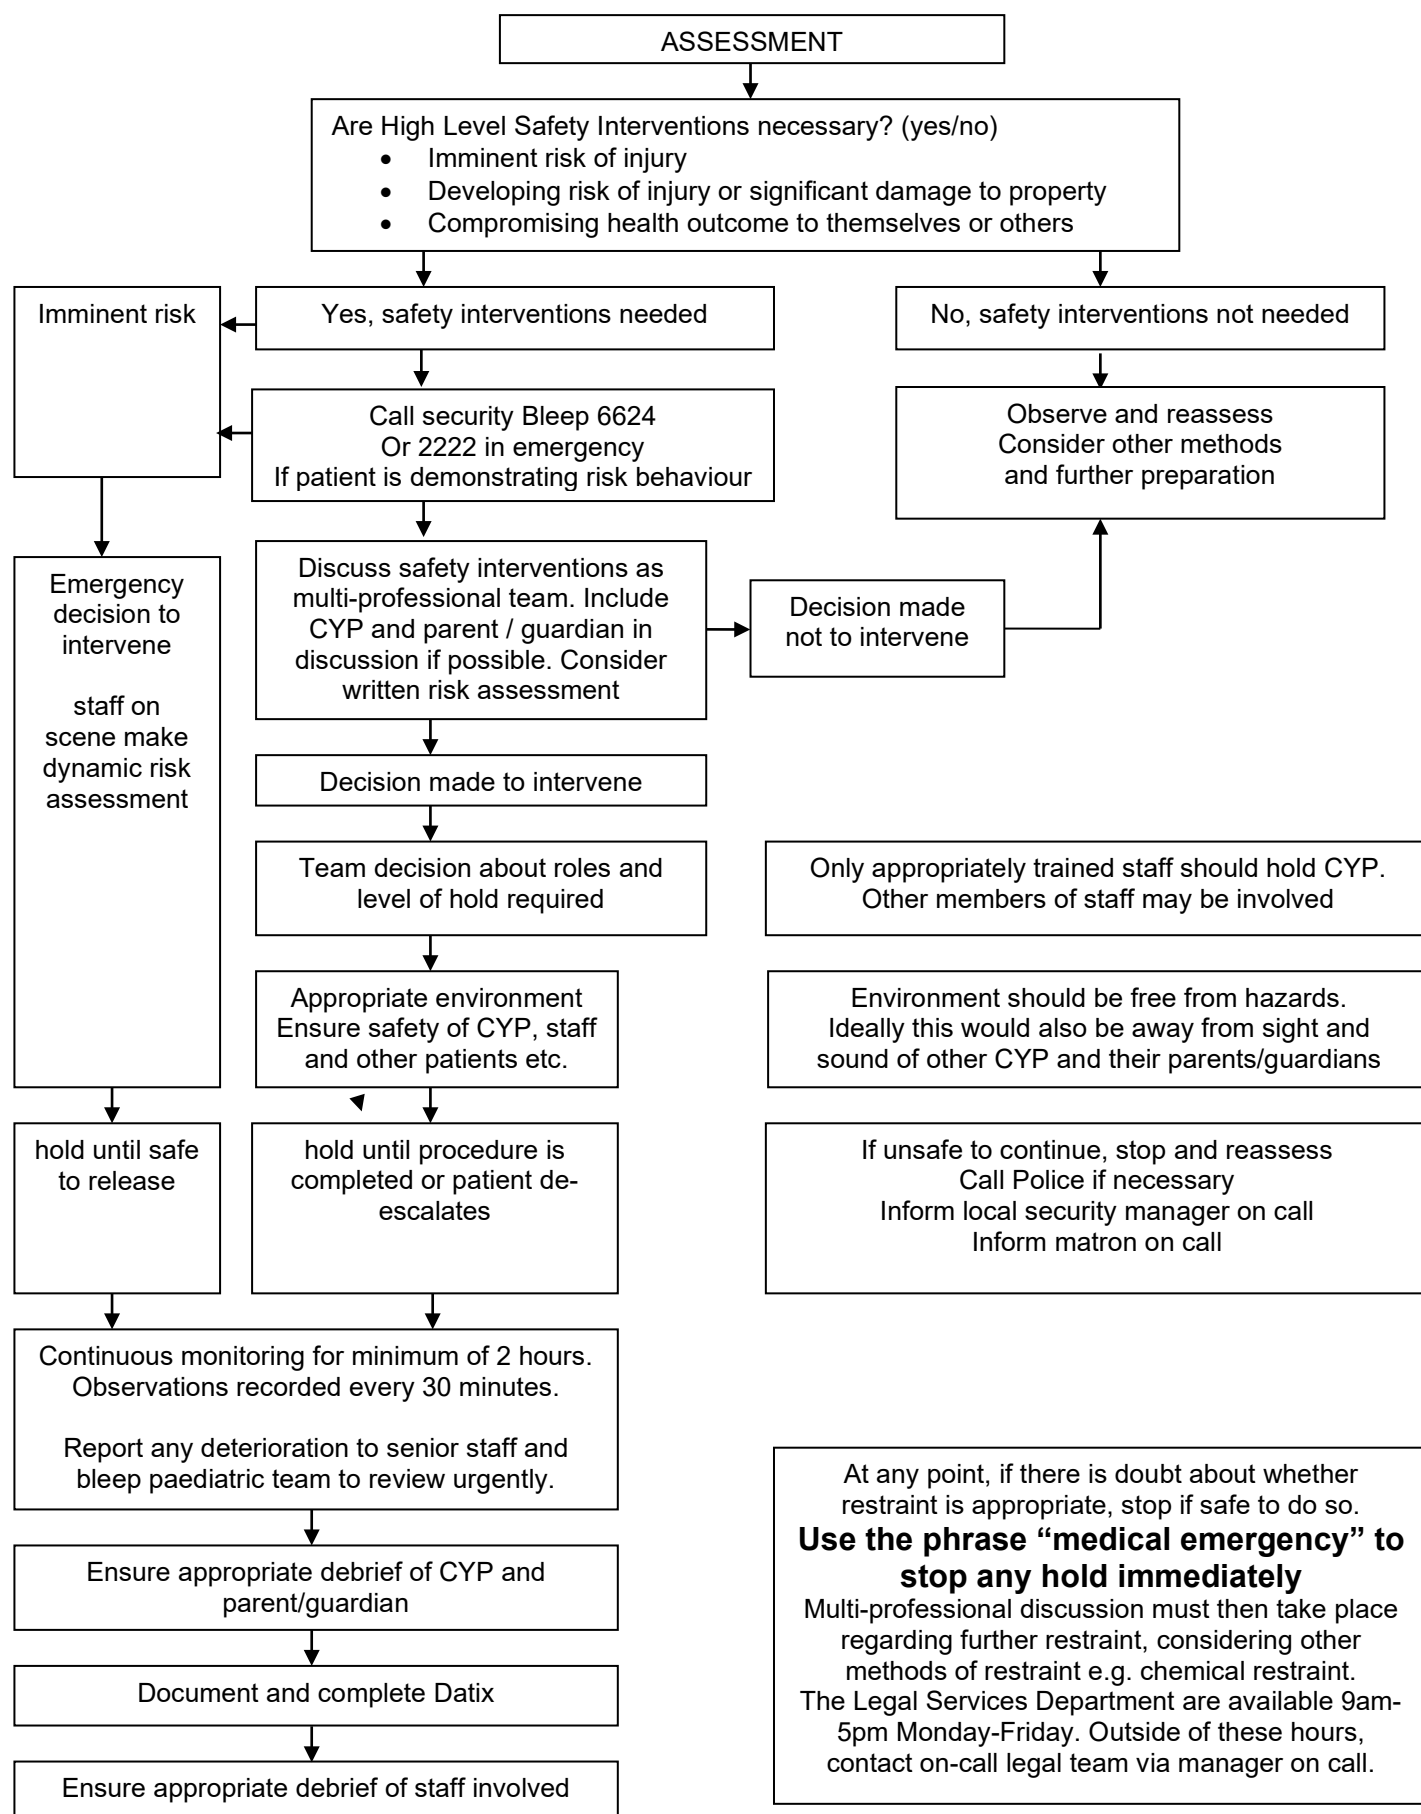 ASSESSMENT
Are High Level Safety Interventions necessary? (yes/no)
• Imminent risk of injury
• Developing risk of injury or significant damage to property
• Compromising health outcome to themselves or others
Imminent risk
Yes, safety interventions needed
No, safety interventions not needed
Call security Bleep 6624
Or 2222 in emergency
If patient is demonstrating risk behaviour
Observe and reassess
Consider other methods
and further preparation
Emergency
decision to
intervene
staff on
scene make
dynamic risk
assessment
Discuss safety interventions as
multi-professional team. Include
CYP and parent / guardian in
discussion if possible. Consider
written risk assessment
Decision made
not to intervene
Decision made to intervene
Team decision about roles and
level of hold required
Only appropriately trained staff should hold CYP.
Other members of staff may be involved
Appropriate environment
Ensure safety of CYP, staff
and other patients etc.
Environment should be free from hazards.
Ideally this would also be away from sight and
sound of other CYP and their parents/guardians
hold until safe
to release
hold until procedure is
completed or patient de-
escalates
If unsafe to continue, stop and reassess
Call Police if necessary
Inform local security manager on call
Inform matron on call
Continuous monitoring for minimum of 2 hours.
Observations recorded every 30 minutes.
Report any deterioration to senior staff and
bleep paediatric team to review urgently.
At any point, if there is doubt about whether
restraint is appropriate, stop if safe to do so.
Use the phrase “medical emergency” to
stop any hold immediately
Multi-professional discussion must then take place
regarding further restraint, considering other
methods of restraint e.g. chemical restraint.
The Legal Services Department are available 9am-
5pm Monday-Friday. Outside of these hours,
contact on-call legal team via manager on call.
Ensure appropriate debrief of CYP and
parent/guardian
Document and complete Datix
Ensure appropriate debrief of staff involved